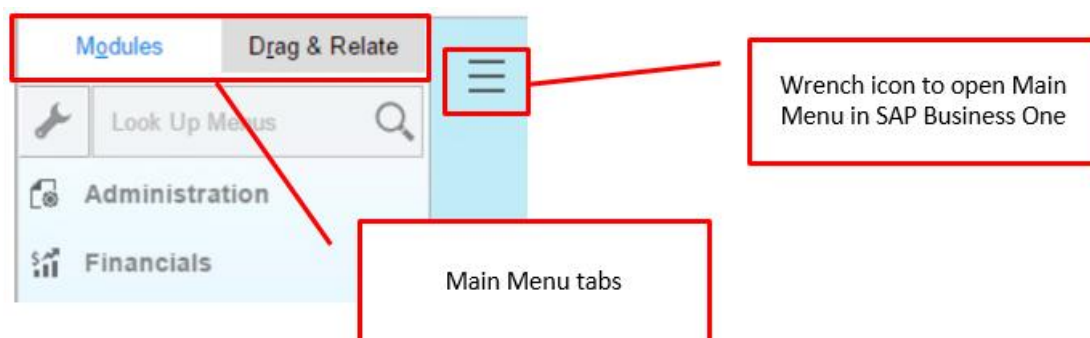 Modules Drag & Relate
Look Up Menus
Administration
Financials
Wrench icon to open Main
Menu in SAP Business One
Main Menu tabs